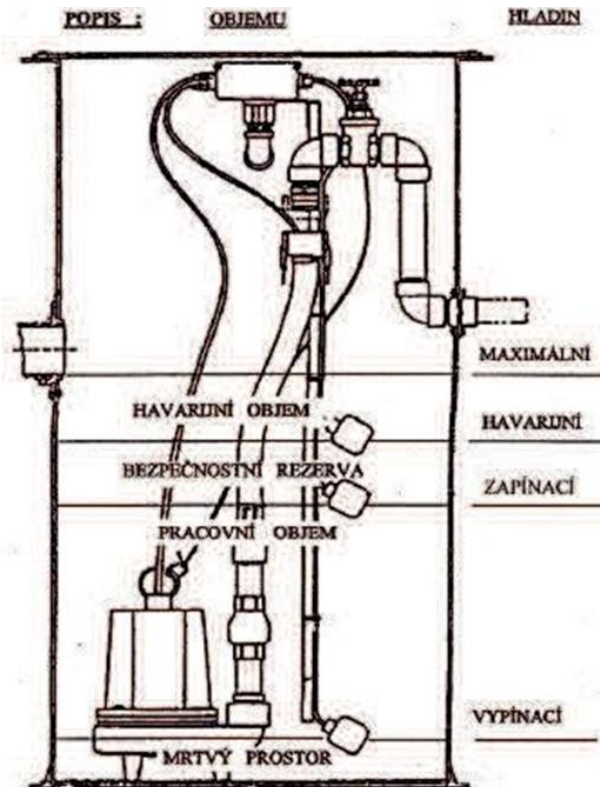 POPIS : OBJEMU HLADIN
MAXIMÁLNÍ
HAVARIJNÍ OBJEM
HAVARIJNÍ
BEZPEČNOSTNÍ REZERVA
ZAPÍNACÍ
PRACOVNÍ OBJEM
VYPÍNACÍ
MRTVÝ PROSTOR